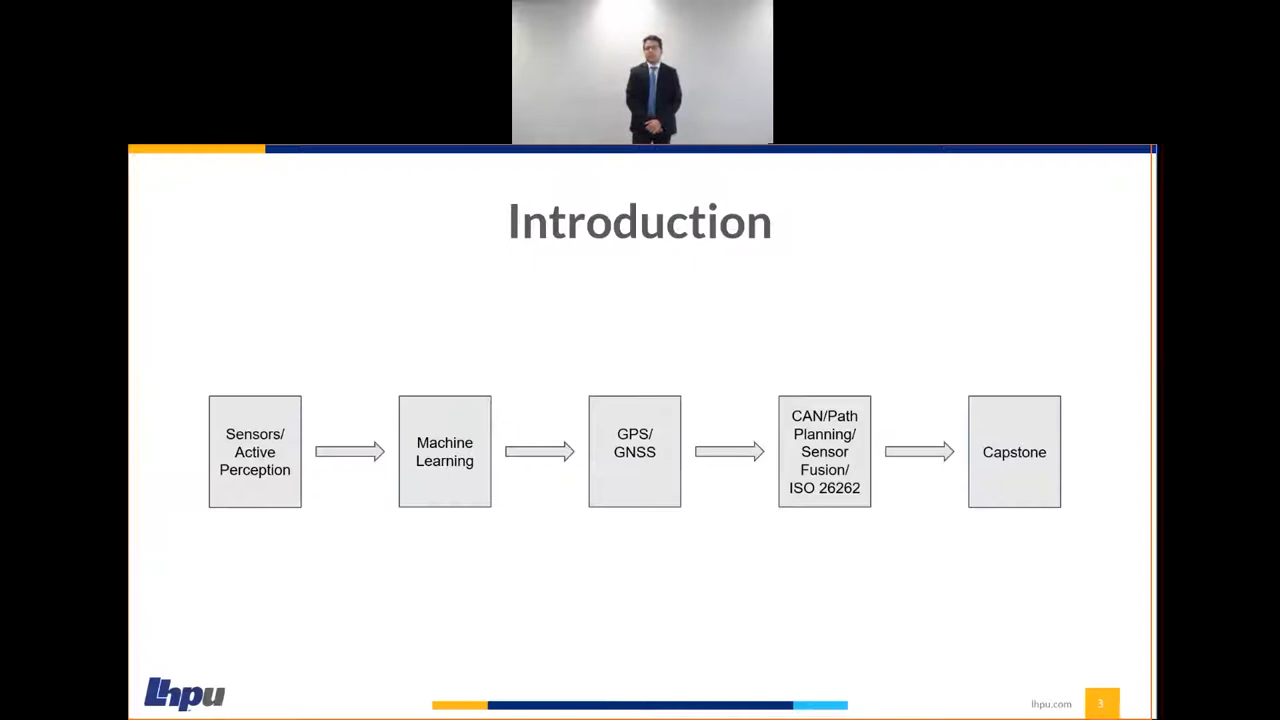 Introduction
Sensors/
Active
Perception
Machine
Learning
GPS/
GNSS
CAN/Path
Planning/
Sensor
Fusion/
ISO 26262
Capstone
lhpu
lhpu.com
3